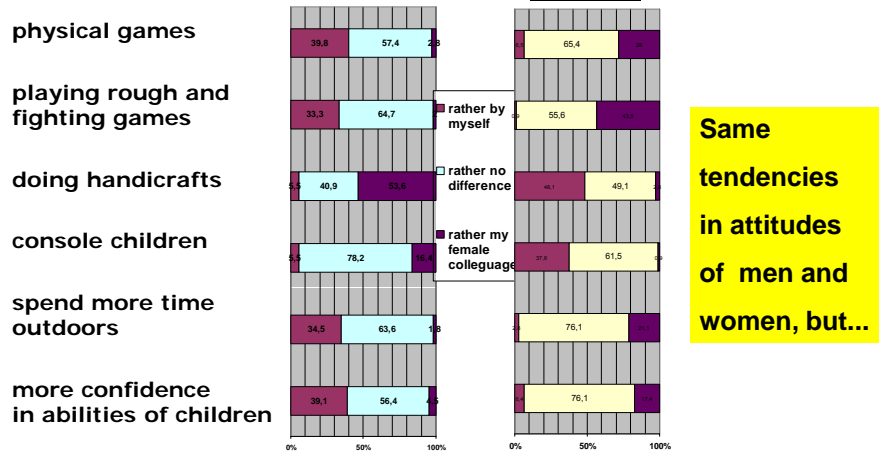 physical games
39,8 57,4 2,8
65,4
playing rough and
fighting games
33,3 64,7
55,6
rather by
myself
doing handicrafts
5,5 40,9 53,6
49,1
rather no
difference
console children
5,5 78,2 16,4
37,6 61,5
rather my
female
colleguage
spend more time
outdoors
34,5 63,6 1,8
76,1
more confidence
in abilities of children
39,1 56,4 4,5
76,1
0% 50% 100%
0% 50% 100%
Same
tendencies
in attitudes
of men and
women, but...